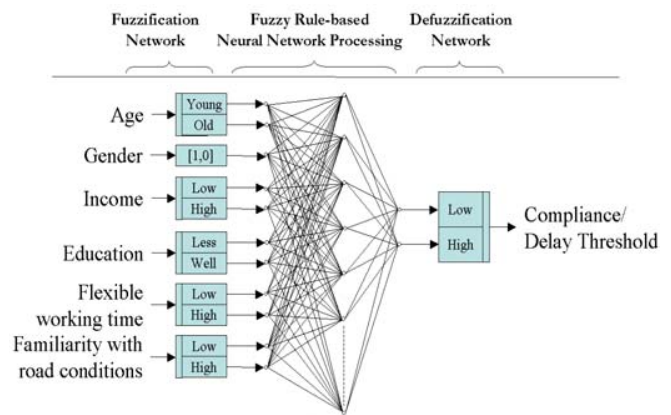 Fuzzification
Network
Fuzzy Rule-based
Neural Network Processing
Defuzzification
Network
Age
Young
Old
Gender
[1,0]
Income
Low
High
Education
Less
Well
Flexible
working time
Low
High
Familiarity with
road conditions
Low
High
Low
High
Compliance/
Delay Threshold